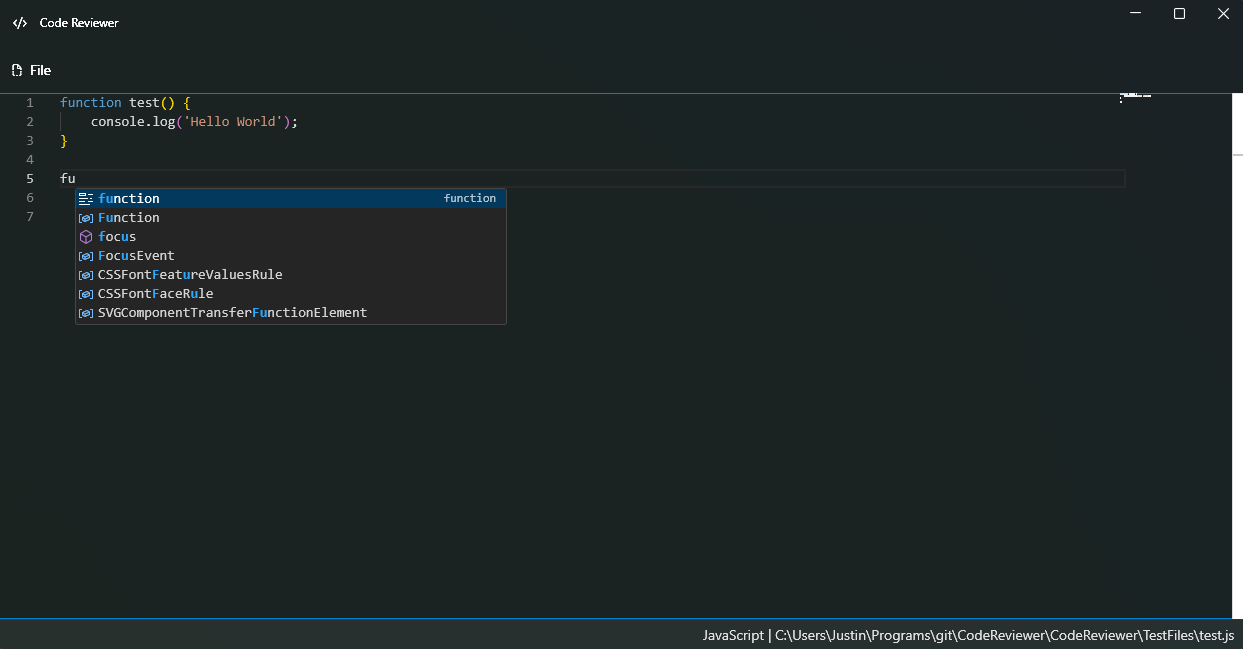 Code Reviewer
File
1 function test() {
2 console.log('Hello World');
3 }
4
5 fu
6 function function
7 Function
focus
FocusEvent
CSSFontFeatureValuesRule
CSSFontFaceRule
SVGComponentTransferFunctionElement
JavaScript | C:\Users\Justin\Programs\git\CodeReviewer\CodeReviewer\TestFiles\test.js